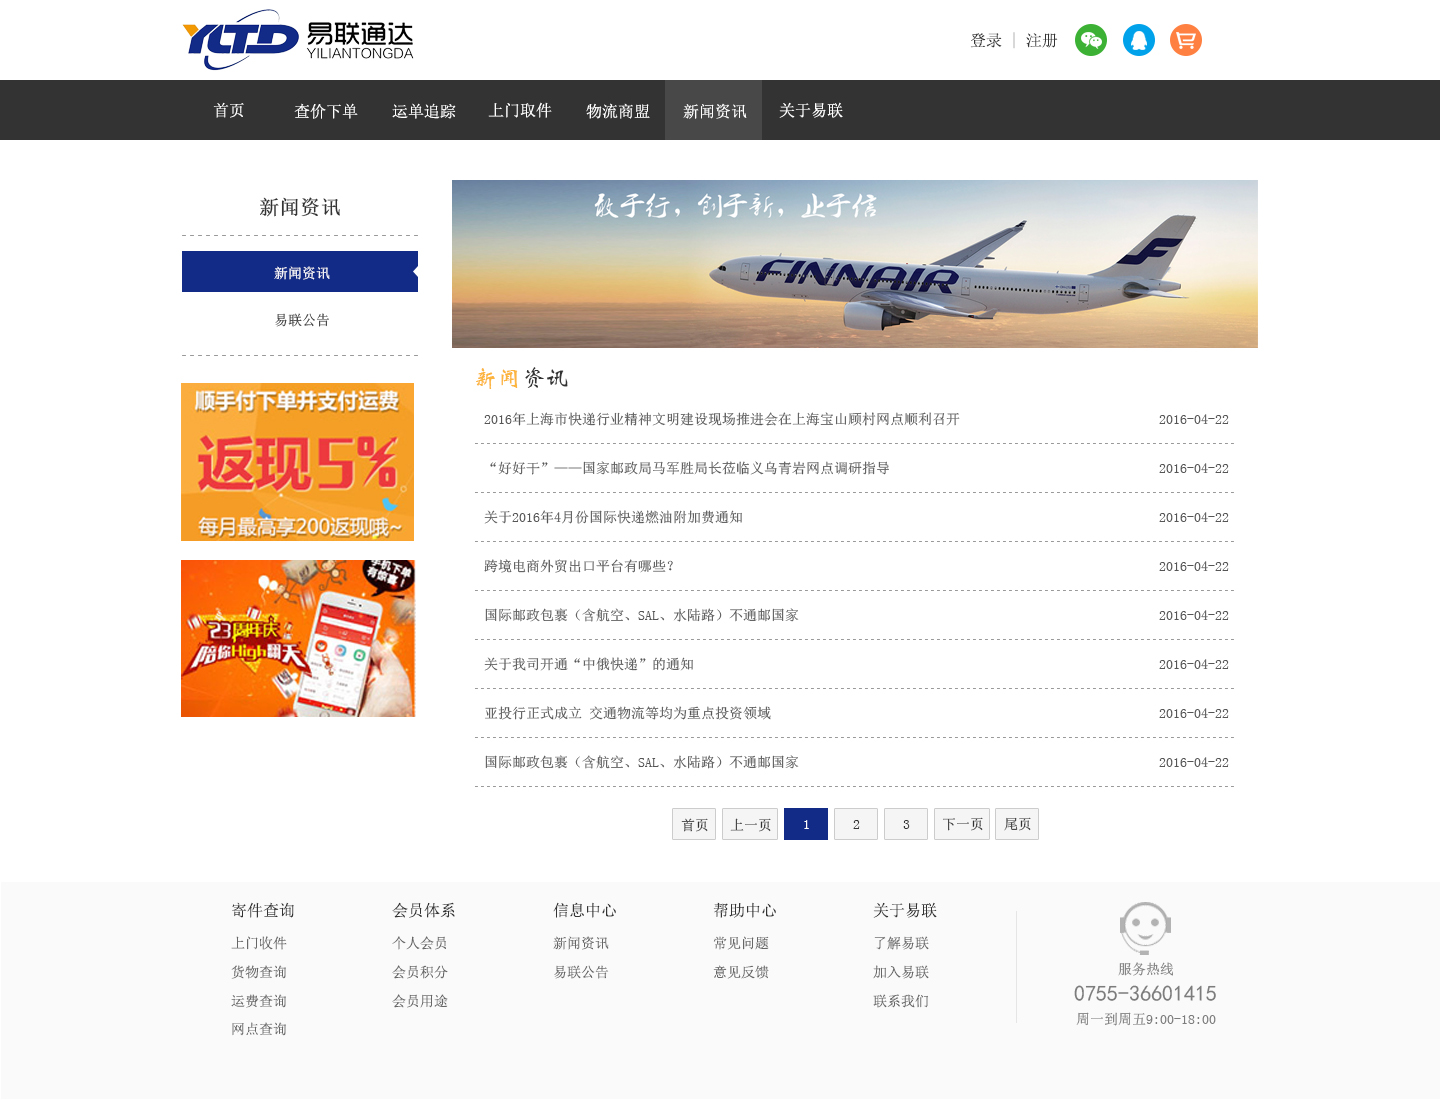 YLTD 易联通达
YILIANTONGDA
登录 | 注册
首页 查价下单 运单追踪 上门取件 物流商盟 新闻资讯 关于易联
新闻资讯
新闻资讯
易联公告
顺手付下单并支付运费
返现5%
每月最高享200返现哦~
有惊喜!
23周年庆
陪你High翻天
敢于行，创于新，止于信
FINNAIR
新闻资讯
2016年上海市快递行业精神文明建设现场推进会在上海宝山顾村网点顺利召开 2016-04-22
“好好干”——国家邮政局马军胜局长莅临义乌青岩网点调研指导 2016-04-22
关于2016年4月份国际快递燃油附加费通知 2016-04-22
跨境电商外贸出口平台有哪些？ 2016-04-22
国际邮政包裹（含航空、SAL、水陆路）不通邮国家 2016-04-22
关于我司开通“中俄快递”的通知 2016-04-22
亚投行正式成立 交通物流等均为重点投资领域 2016-04-22
国际邮政包裹（含航空、SAL、水陆路）不通邮国家 2016-04-22
首页 上一页 1 2 3 下一页 尾页
寄件查询
上门收件
货物查询
运费查询
网点查询
会员体系
个人会员
会员积分
会员用途
信息中心
新闻资讯
易联公告
帮助中心
常见问题
意见反馈
关于易联
了解易联
加入易联
联系我们
服务热线
0755-36601415
周一到周五9:00-18:00